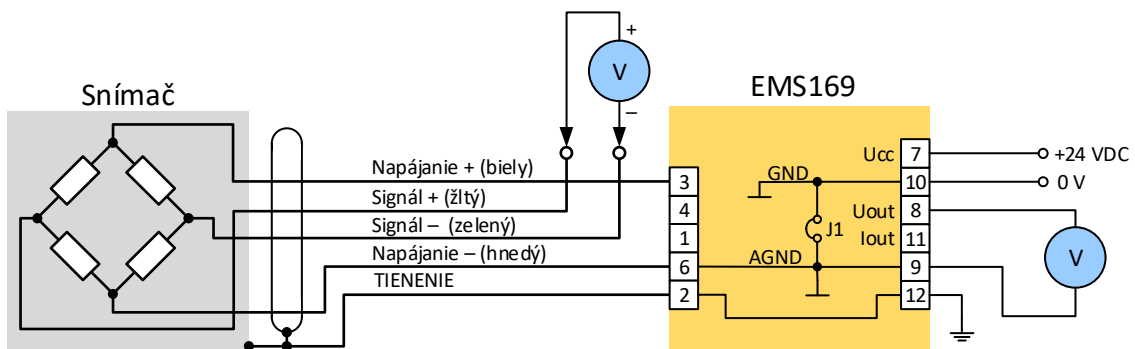 Snímač
+
V
–
EMS169
Napájanie + (biely)
Signál + (žltý)
Signál – (zelený)
Napájanie – (hnedý)
TIENENIE
3
4
1
6
2
GND
AGND
J1
Ucc
Uout
Iout
7
10
8
11
9
12
+24 VDC
0 V
V